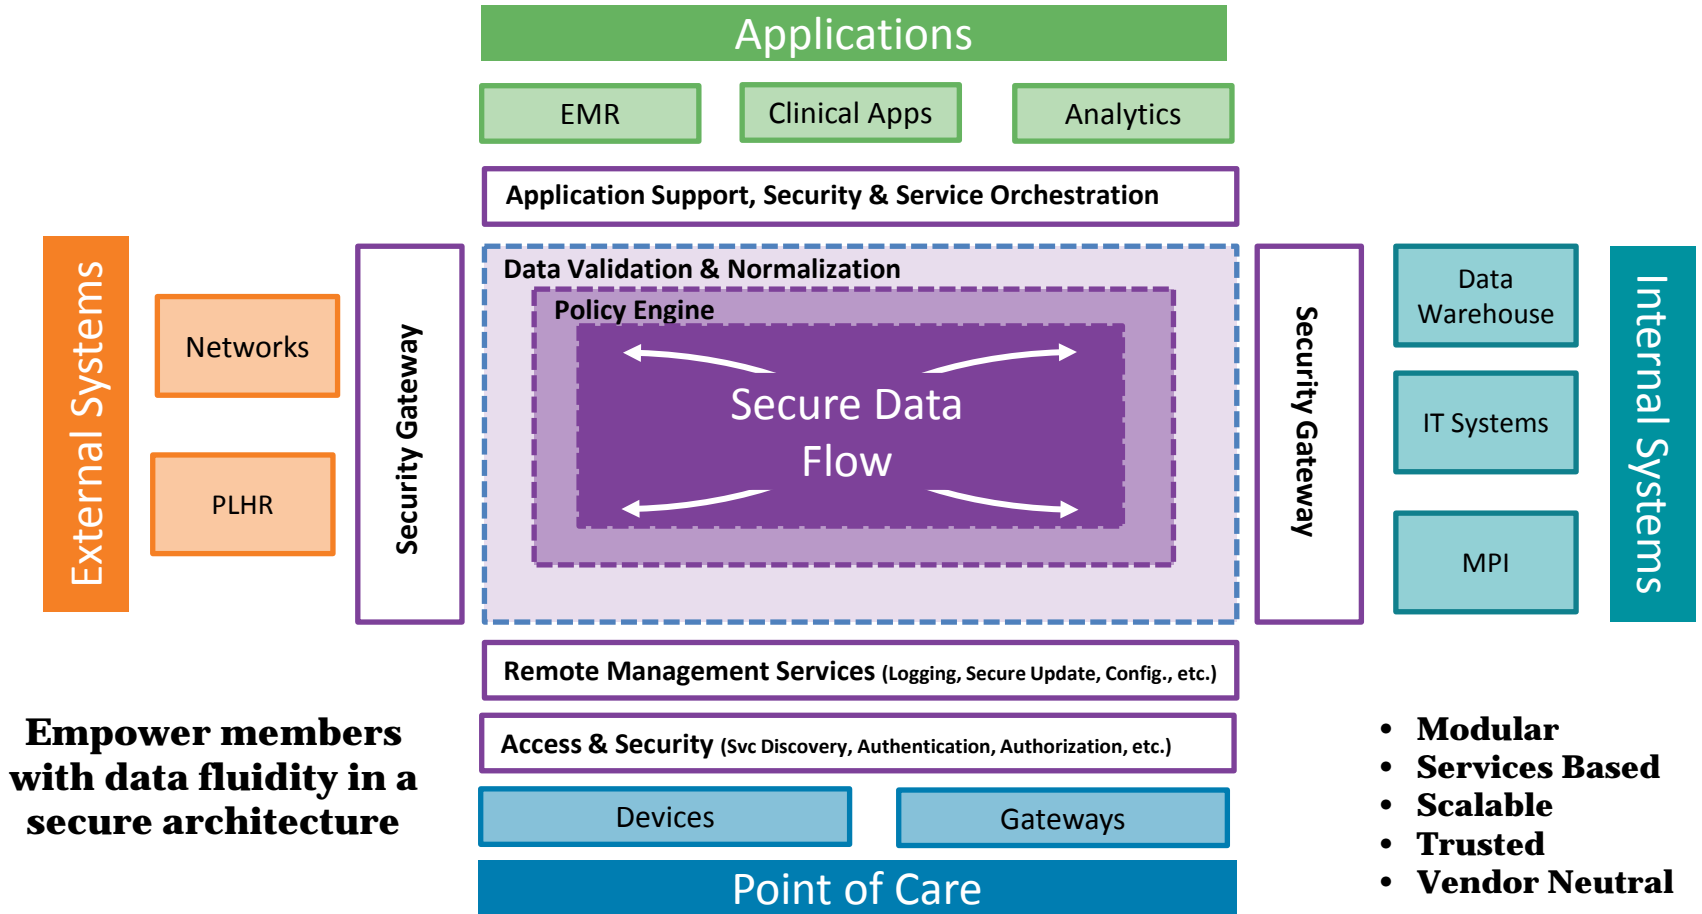 Applications
EMR
Clinical Apps
Analytics
Application Support, Security & Service Orchestration
External Systems
Networks
PLHR
Security Gateway
Data Validation & Normalization
Policy Engine
Secure Data
Flow
Security Gateway
Data
Warehouse
IT Systems
MPI
Internal Systems
Remote Management Services (Logging, Secure Update, Config., etc.)
Access & Security (Svc Discovery, Authentication, Authorization, etc.)
Devices
Gateways
Point of Care
Empower members
with data fluidity in a
secure architecture
• Modular
• Services Based
• Scalable
• Trusted
• Vendor Neutral